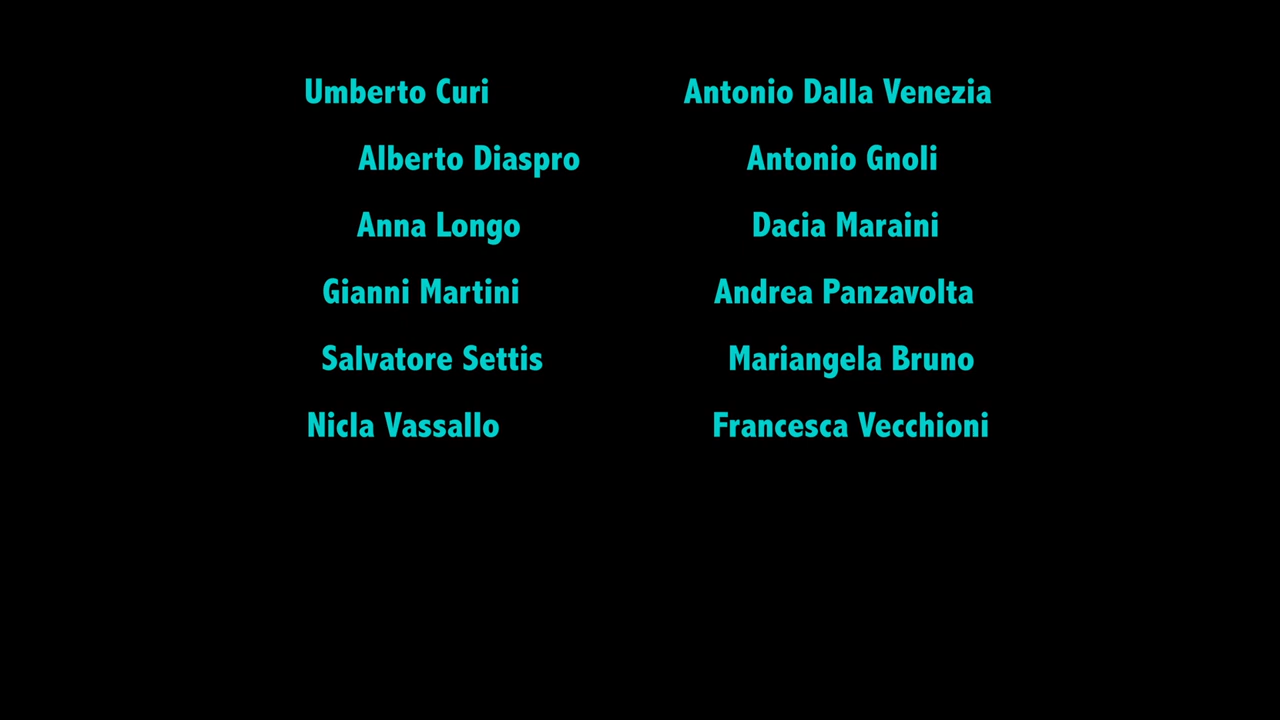 Umberto Curi Antonio Dalla Venezia
Alberto Diaspro Antonio Gnoli
Anna Longo Dacia Maraini
Gianni Martini Andrea Panzavolta
Salvatore Settis Mariangela Bruno
Nicla Vassallo Francesca Vecchioni